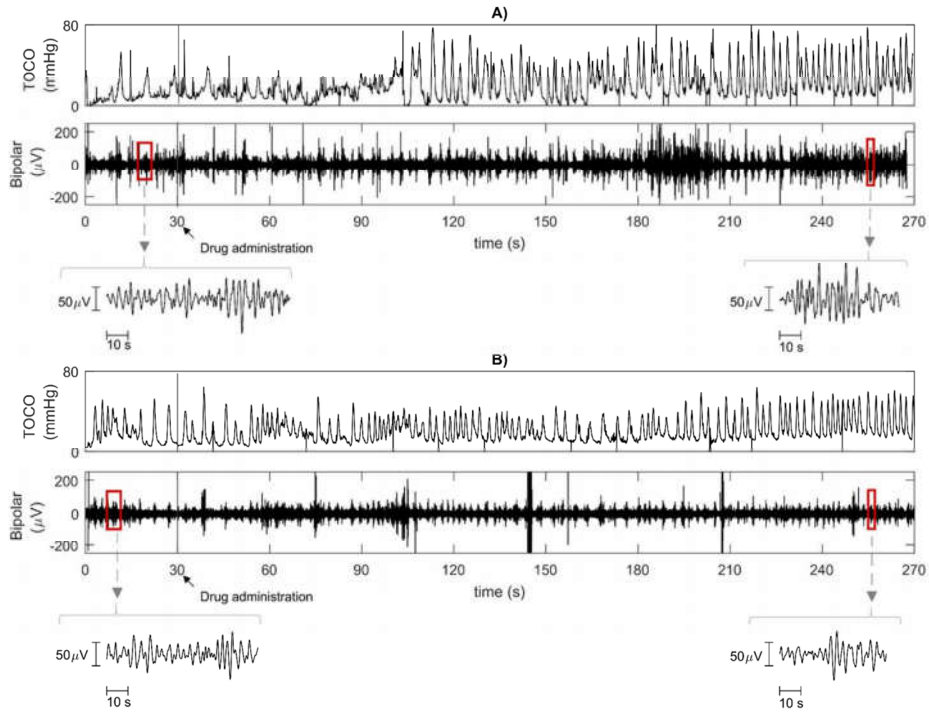 A)
80
TOCO
(mmHg)
0
200
Bipolar
(μV)
0
-200
0 30 60 90 120 150 180 210 240 270
Drug administration
time (s)
50μV
10 s
50μV
10 s
B)
80
TOCO
(mmHg)
0
200
Bipolar
(μV)
0
-200
0 30 60 90 120 150 180 210 240 270
Drug administration
time (s)
50μV
10 s
50μV
10 s